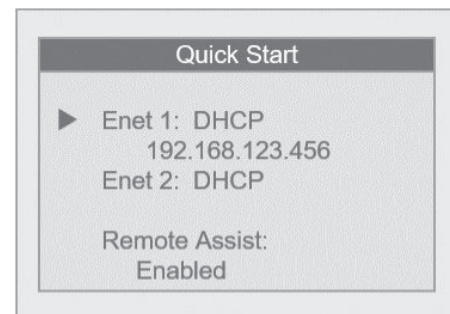 Quick Start
Enet 1: DHCP
192.168.123.456
Enet 2: DHCP
Remote Assist:
Enabled